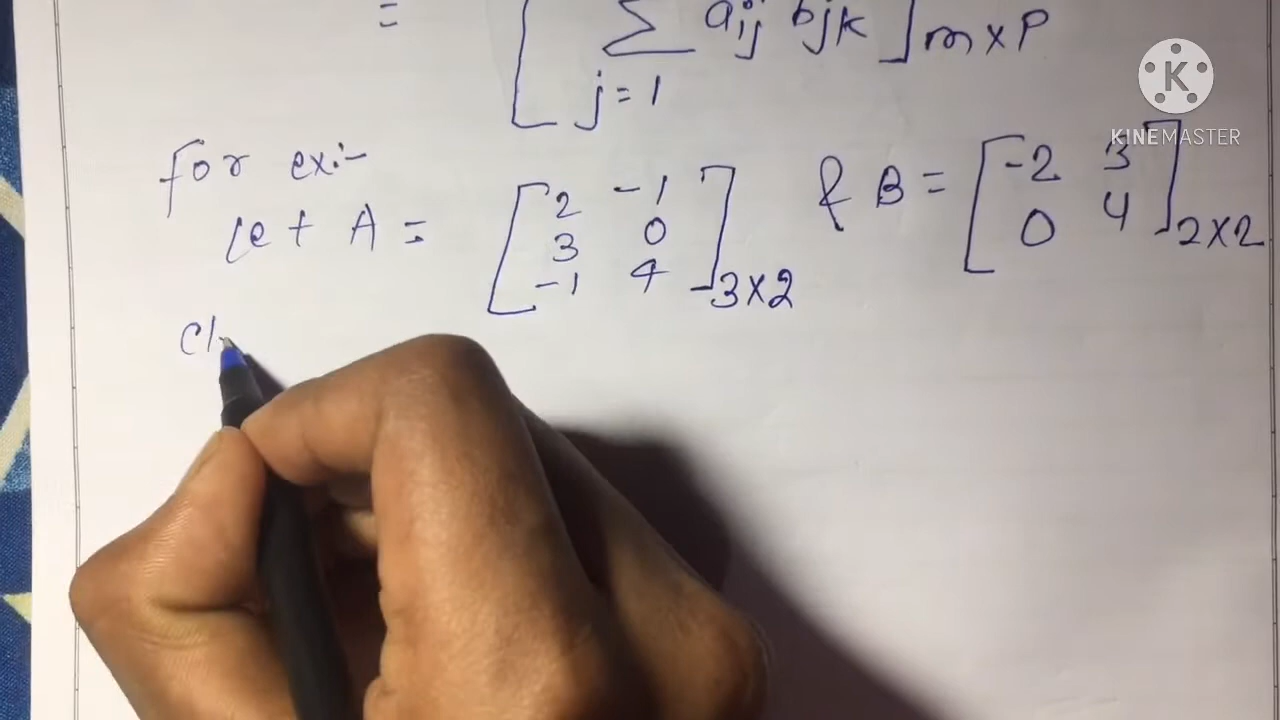 = [ Σ aij bjk ] m×p
j=1
KINEMASTER
for ex:-
let A = [ 2 -1
3 0
-1 4 ] 3×2 & B = [ -2 3
0 4 ] 2×2
Cl